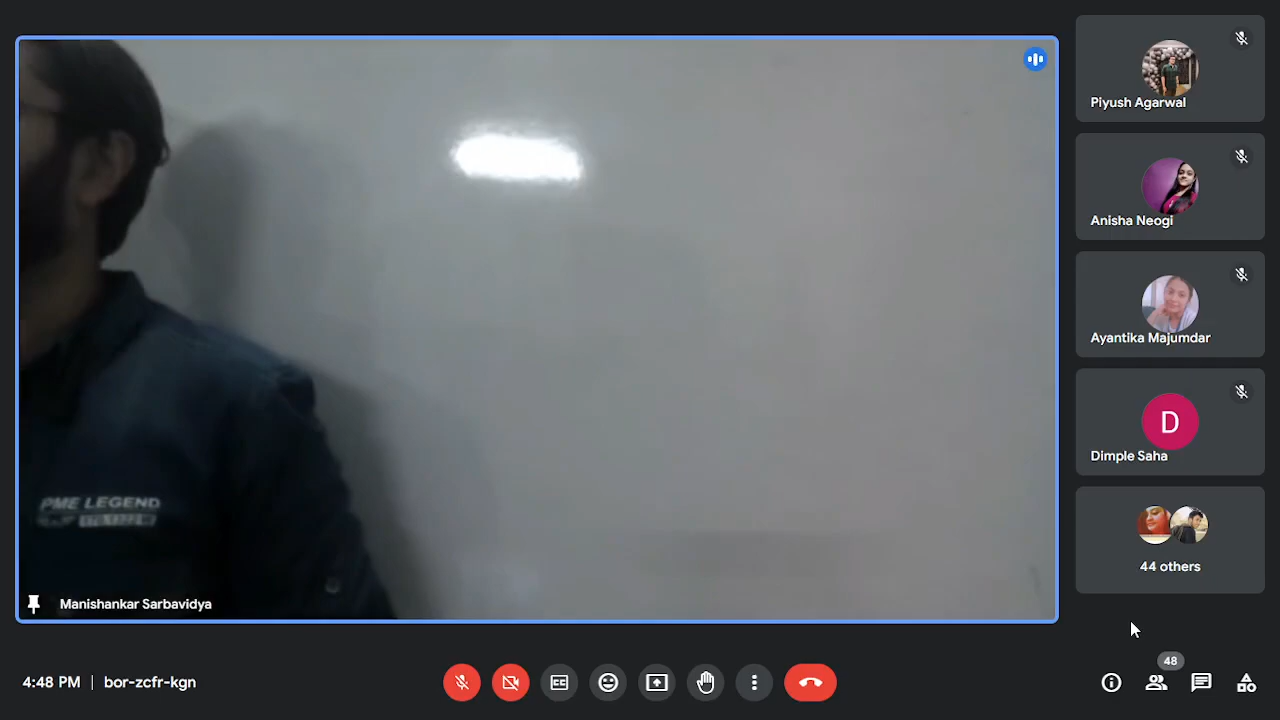 Piyush Agarwal
Anisha Neogi
Ayantika Majumdar
D
Dimple Saha
44 others
PME LEGEND
Manishankar Sarbavidya
4:48 PM | bor-zcfr-kgn
CC
48